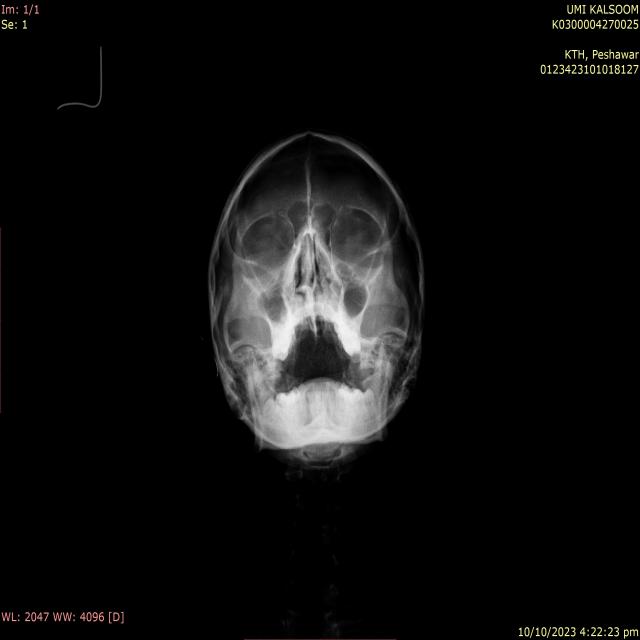 Im: 1/1
Se: 1
UMI KALSOOM
K0300004270025
KTH, Peshawar
0123423101018127
WL: 2047 WW: 4096 [D]
10/10/2023 4:22:23 pm